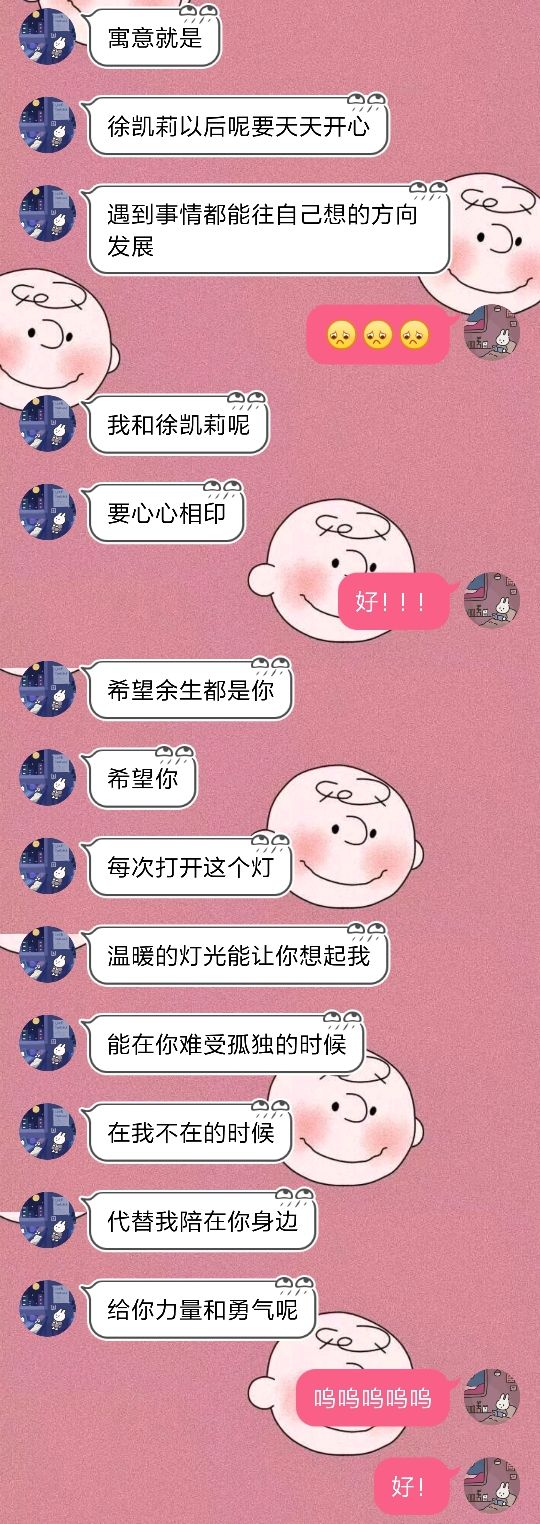 寓意就是
徐凯莉以后呢要天天开心
遇到事情都能往自己想的方向
发展
😞😞😞
我和徐凯莉呢
要心心相印
好！！！
希望余生都是你
希望你
每次打开这个灯
温暖的灯光能让你想起我
能在你难受孤独的时候
在我不在的时候
代替我陪在你身边
给你力量和勇气呢
呜呜呜呜呜
好！